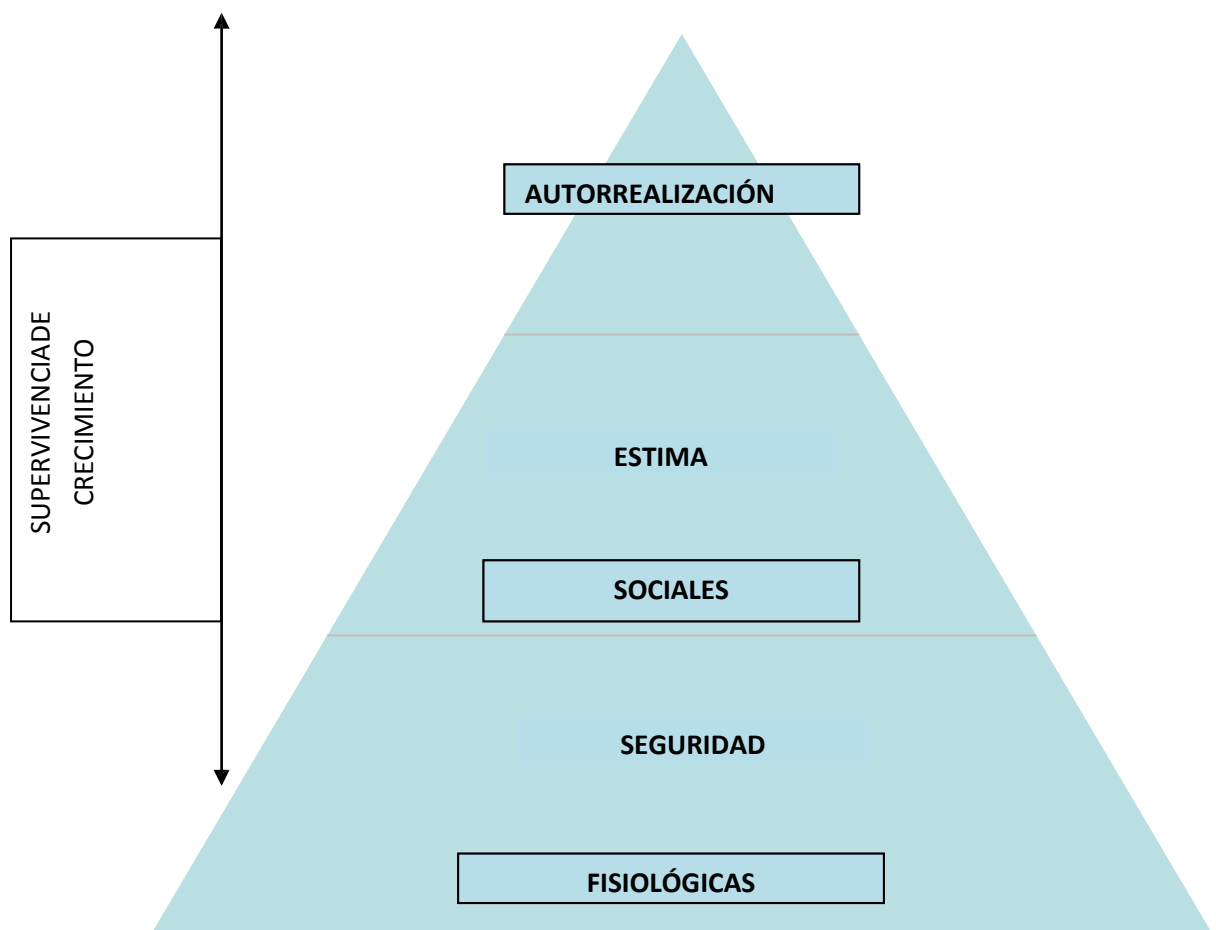 SUPERVIVENCIADE
CRECIMIENTO
AUTORREALIZACIÓN
ESTIMA
SOCIALES
SEGURIDAD
FISIOLÓGICAS